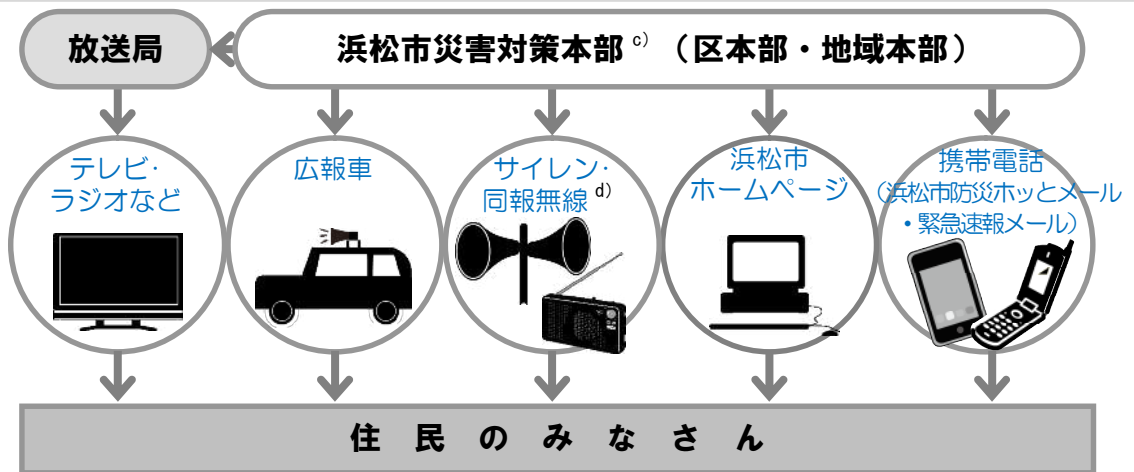 放送局
浜松市災害対策本部 c)（区本部・地域本部）
テレビ・
ラジオなど
広報車
サイレン・
同報無線 d)
浜松市
ホームページ
携帯電話
（浜松市防災ホッとメール
・緊急速報メール）
住民のみなさん